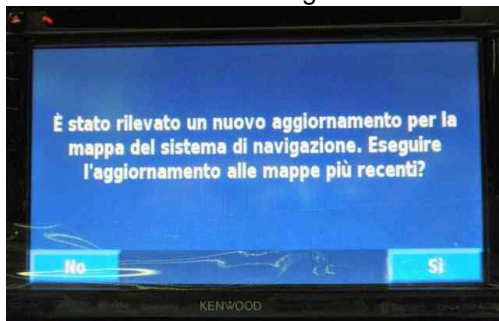 È stato rilevato un nuovo aggiornamento per la
mappa del sistema di navigazione. Eseguire
l'aggiornamento alle mappe più recenti?
No
Sì
KENWOOD